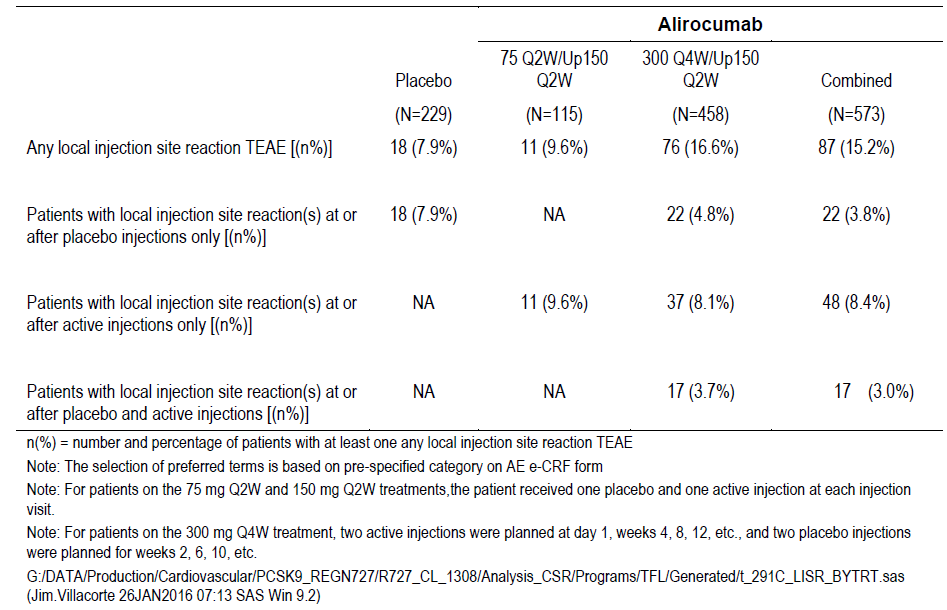 Alirocumab
Placebo 75 Q2W/Up150 Q2W 300 Q4W/Up150 Q2W Combined
(N=229) (N=115) (N=458) (N=573)
Any local injection site reaction TEAE [(n%)] 18 (7.9%) 11 (9.6%) 76 (16.6%) 87 (15.2%)
Patients with local injection site reaction(s) at or 18 (7.9%) NA 22 (4.8%) 22 (3.8%)
after placebo injections only [(n%)]
Patients with local injection site reaction(s) at or NA 11 (9.6%) 37 (8.1%) 48 (8.4%)
after active injections only [(n%)]
Patients with local injection site reaction(s) at or NA NA 17 (3.7%) 17 (3.0%)
after placebo and active injections [(n%)]
n(%) = number and percentage of patients with at least one any local injection site reaction TEAE
Note: The selection of preferred terms is based on pre-specified category on AE e-CRF form
Note: For patients on the 75 mg Q2W and 150 mg Q2W treatments,the patient received one placebo and one active injection at each injection
visit.
Note: For patients on the 300 mg Q4W treatment, two active injections were planned at day 1, weeks 4, 8, 12, etc., and two placebo injections
were planned for weeks 2, 6, 10, etc.
G:/DATA/Production/Cardiovascular/PCSK9_REGN727/R727_CL_1308/Analysis_CSR/Programs/TFL/Generated/t_291C_LISR_BYTRT.sas
(Jim.Villacorte 26JAN2016 07:13 SAS Win 9.2)